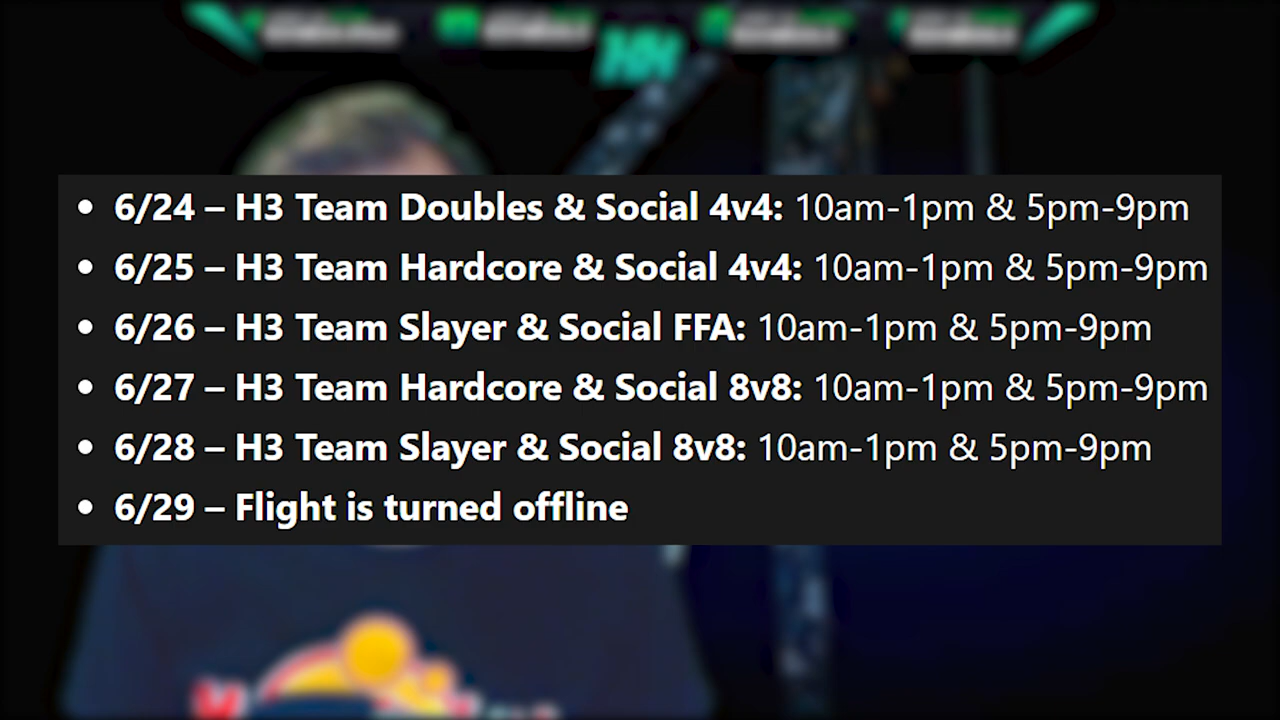 • 6/24 – H3 Team Doubles & Social 4v4: 10am-1pm & 5pm-9pm
• 6/25 – H3 Team Hardcore & Social 4v4: 10am-1pm & 5pm-9pm
• 6/26 – H3 Team Slayer & Social FFA: 10am-1pm & 5pm-9pm
• 6/27 – H3 Team Hardcore & Social 8v8: 10am-1pm & 5pm-9pm
• 6/28 – H3 Team Slayer & Social 8v8: 10am-1pm & 5pm-9pm
• 6/29 – Flight is turned offline